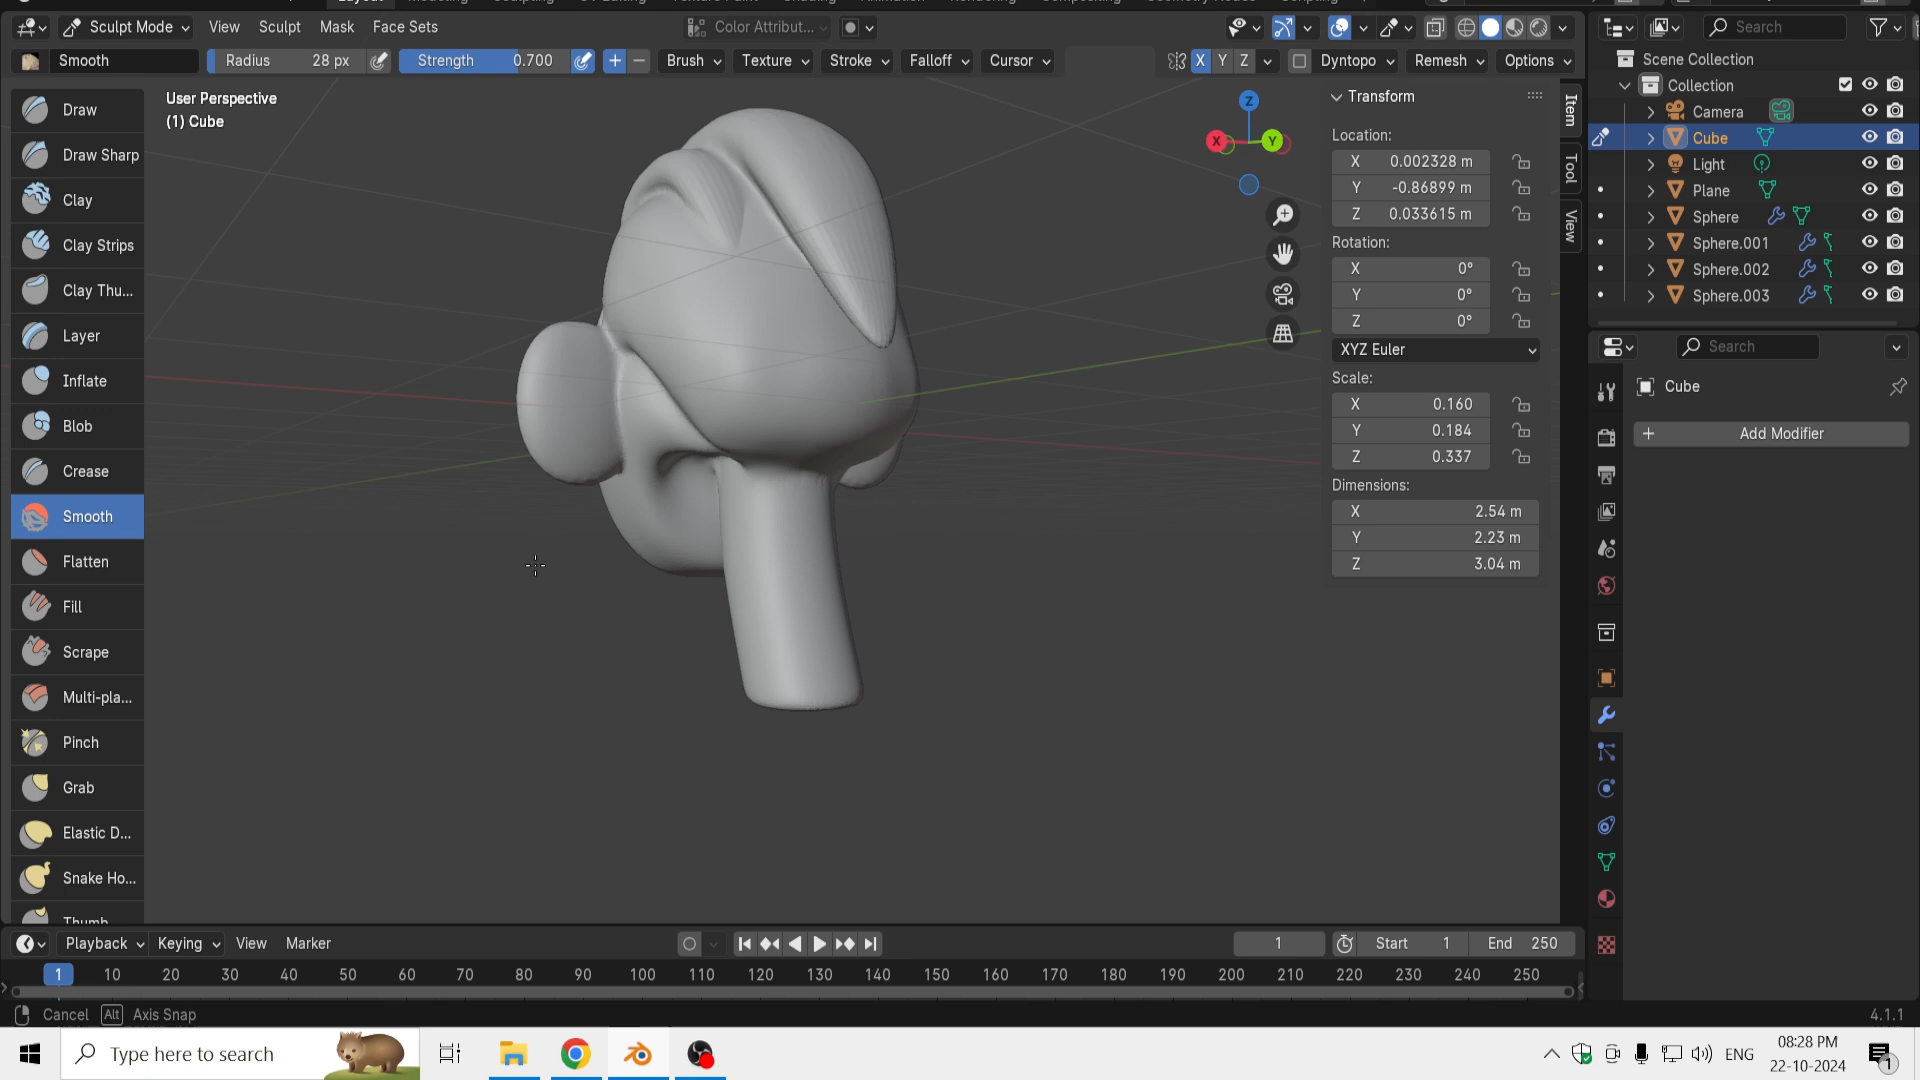 Sculpt Mode View Sculpt Mask Face Sets Color Attribut... Search
Smooth Radius 28 px Strength 0.700 Brush Texture Stroke Falloff Cursor X Y Z Dyntopo Remesh Options
Scene Collection
Collection
Camera
Cube
Light
Plane
Sphere
Sphere.001
Sphere.002
Sphere.003
Draw
Draw Sharp
Clay
Clay Strips
Clay Thu...
Layer
Inflate
Blob
Crease
Smooth
Flatten
Fill
Scrape
Multi-pla...
Pinch
Grab
Elastic D...
Snake Ho...
Thumb
User Perspective
(1) Cube
Z
X Y
Transform
Location:
X 0.002328 m
Y -0.86899 m
Z 0.033615 m
Rotation:
X 0°
Y 0°
Z 0°
XYZ Euler
Scale:
X 0.160
Y 0.184
Z 0.337
Dimensions:
X 2.54 m
Y 2.23 m
Z 3.04 m
Item
Tool
View
Search
Cube
+ Add Modifier
Playback Keying View Marker 1 Start 1 End 250
1 10 20 30 40 50 60 70 80 90 100 110 120 130 140 150 160 170 180 190 200 210 220 230 240 250
Cancel Alt Axis Snap 4.1.1
Type here to search ENG
08:28 PM
22-10-2024
1